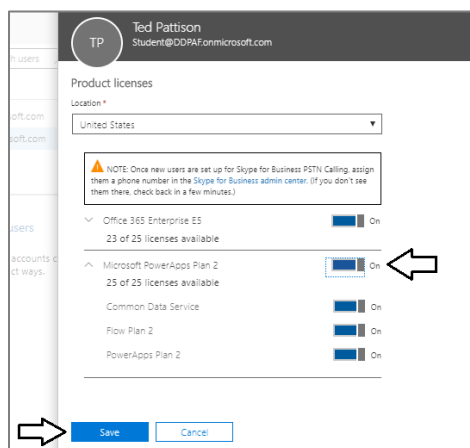 TP
Ted Pattison
Student@DDPAF.onmicrosoft.com
h users
Product licenses
Location *
United States
oft.com
soft.com
NOTE: Once new users are set up for Skype for Business PSTN Calling, assign
them a phone number in the Skype for Business admin center. (If you don't see
them there, check back in a few minutes.)
Office 365 Enterprise E5
On
23 of 25 licenses available
users
accounts c
ct ways.
Microsoft PowerApps Plan 2
On
25 of 25 licenses available
Common Data Service
On
Flow Plan 2
On
PowerApps Plan 2
On
Save
Cancel